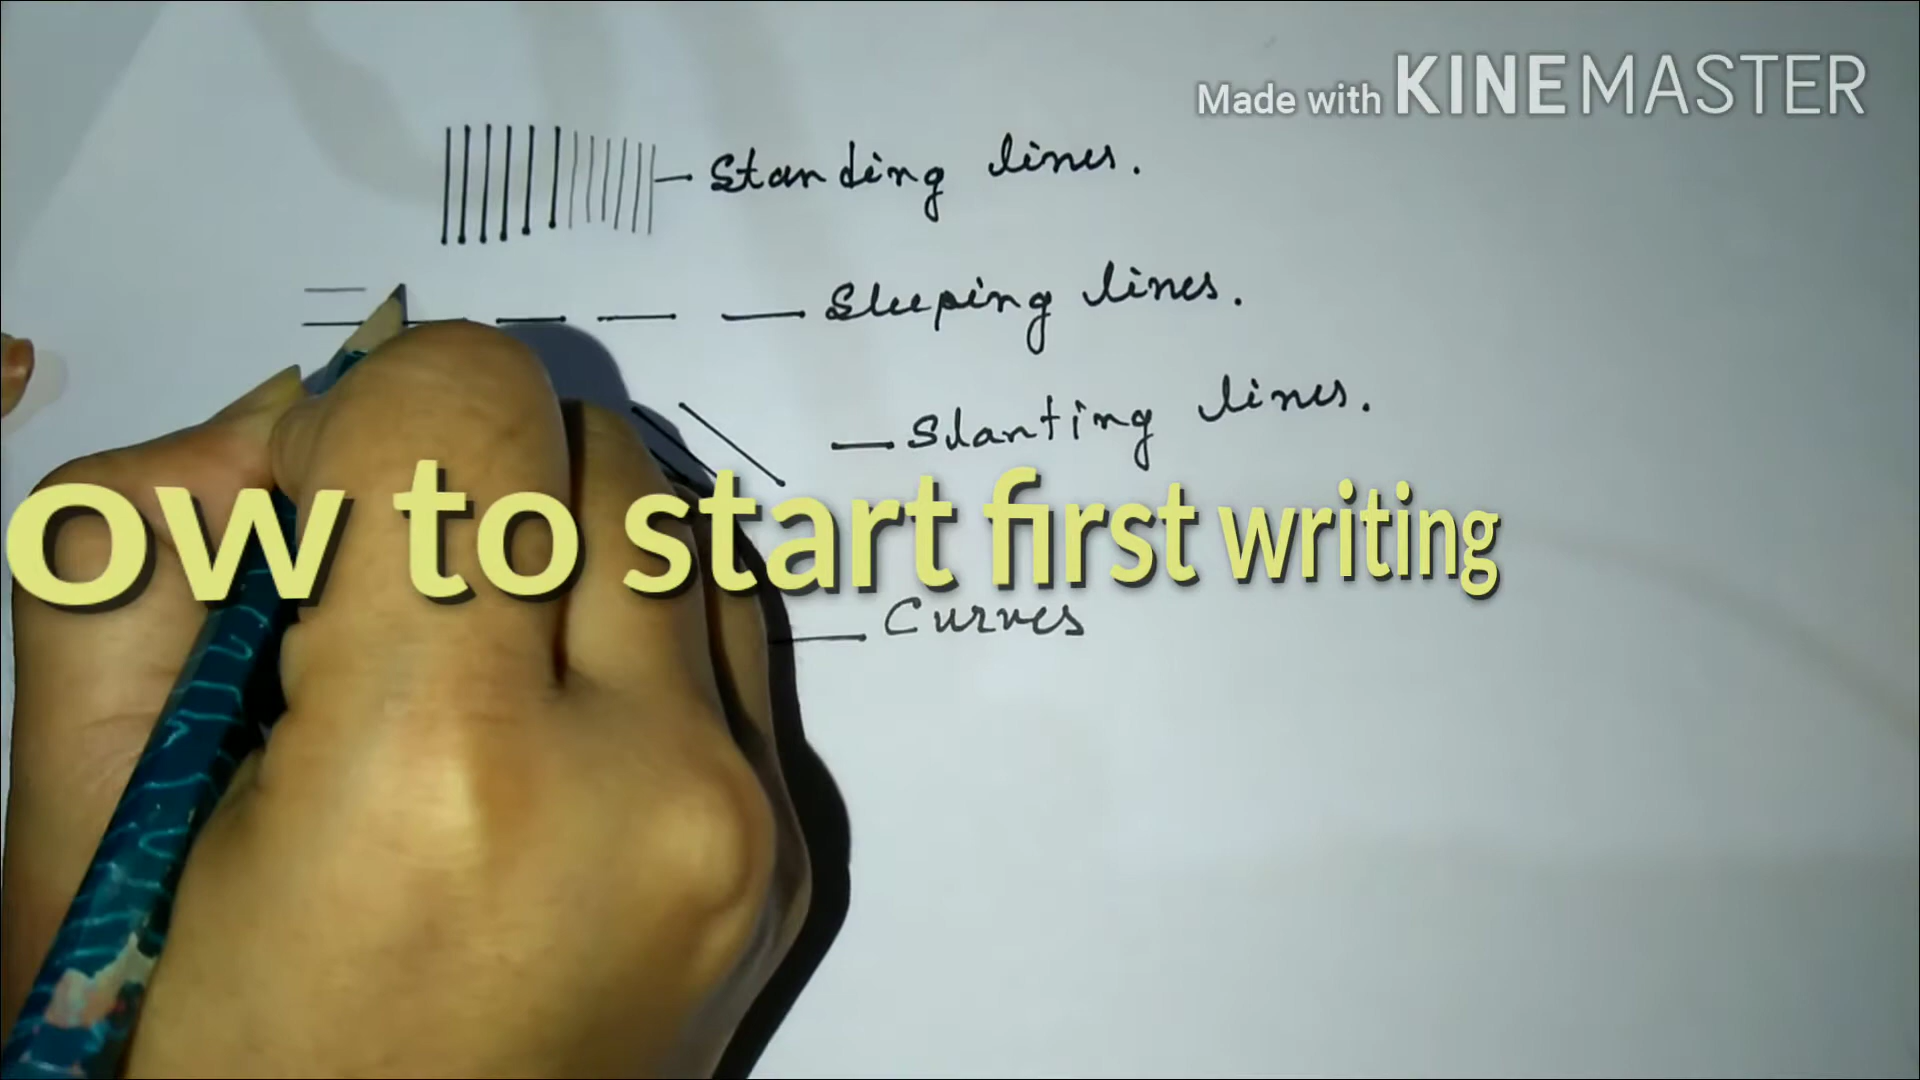 Made with KINEMASTER
Standing lines.
Sleeping lines.
Slanting lines.
ow to start first writing
Curves